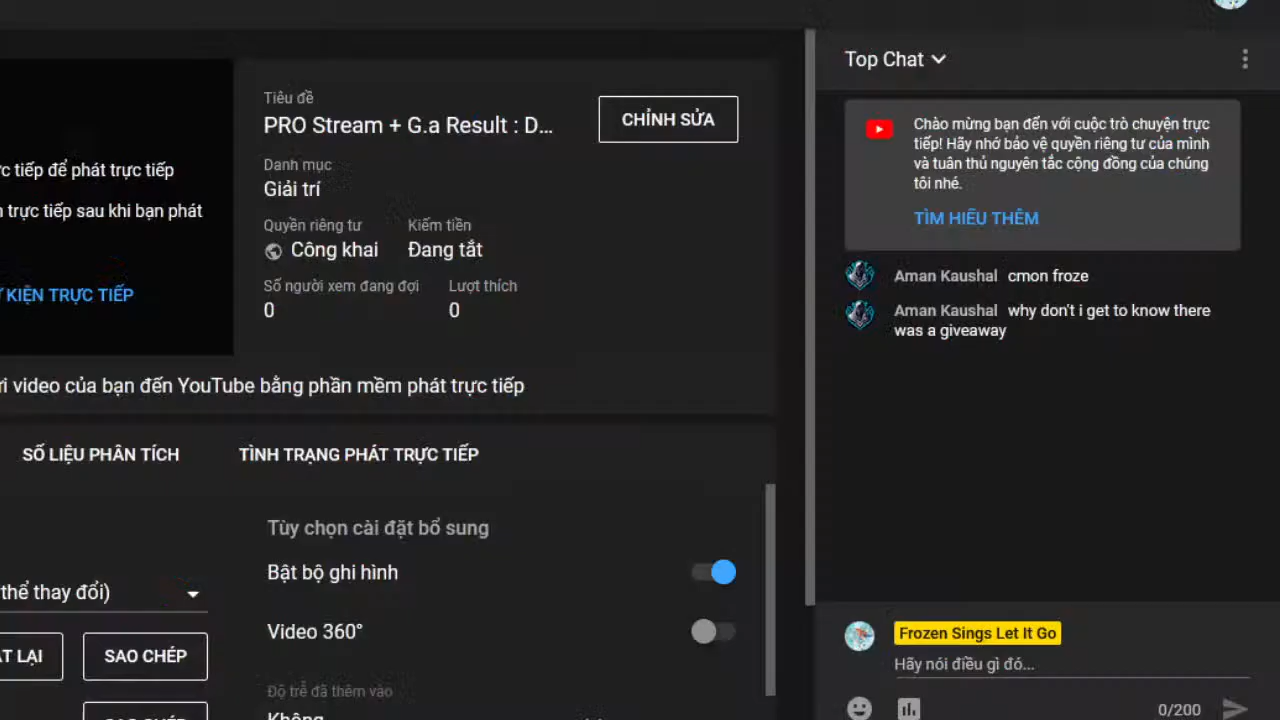 Top Chat
Tiêu đề
PRO Stream + G.a Result : D...
CHỈNH SỬA
c tiếp để phát trực tiếp
trực tiếp sau khi bạn phát
KIỆN TRỰC TIẾP
Danh mục
Giải trí
Quyền riêng tư
Kiếm tiền
Công khai
Đang tắt
Số người xem đang đợi
Lượt thích
0
0
video của bạn đến YouTube bằng phần mềm phát trực tiếp
SỐ LIỆU PHÂN TÍCH
TÌNH TRẠNG PHÁT TRỰC TIẾP
Tùy chọn cài đặt bổ sung
Bật bộ ghi hình
thể thay đổi)
Video 360°
LẠI
SAO CHÉP
Độ trễ đã thêm vào
Không
SAO CHÉP
Chào mừng bạn đến với cuộc trò chuyện trực
tiếp! Hãy nhớ bảo vệ quyền riêng tư của mình
và tuân thủ nguyên tắc cộng đồng của chúng
tôi nhé.
TÌM HIỂU THÊM
Aman Kaushal cmon froze
Aman Kaushal why don't i get to know there
was a giveaway
Frozen Sings Let It Go
Hãy nói điều gì đó...
0/200